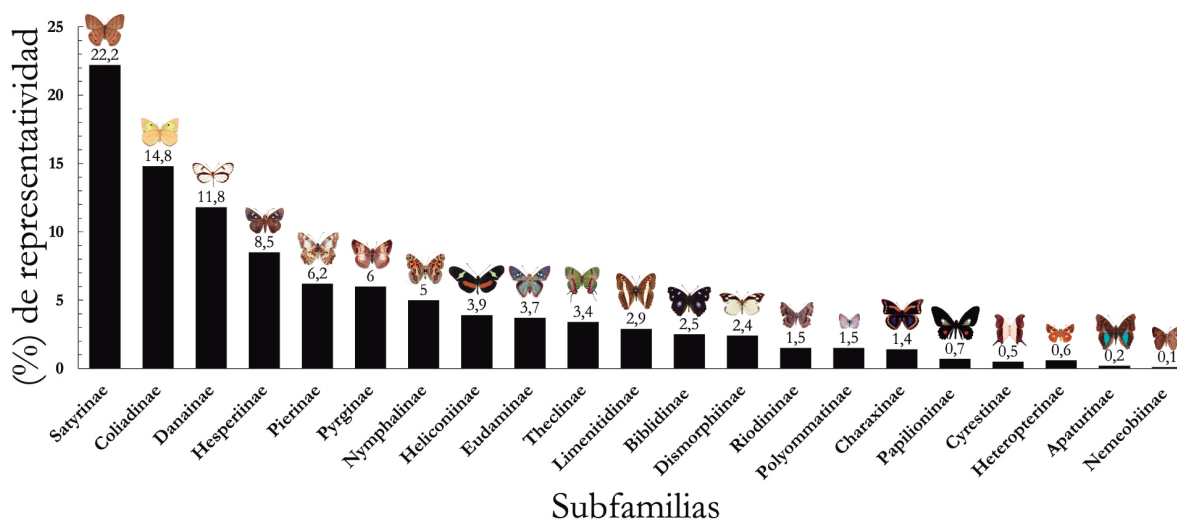 (%) de representatividad
25
20
15
10
5
0
22,2
14,8
11,8
8,5
6,2
6
5
3,9
3,7
3,4
2,9
2,5
2,4
1,5
1,5
1,4
0,7
0,5
0,6
0,2
0,1
Satyrinae
Coliadinae
Danainae
Hesperiinae
Pierinae
Pyrginae
Nymphalinae
Heliconiinae
Eudaminae
Theclinae
Limenitidinae
Biblidinae
Dismorphiinae
Riodininae
Polyommatinae
Charaxinae
Papilioninae
Cyrestinae
Heteropterinae
Apaturinae
Nemeobiinae
Subfamilias